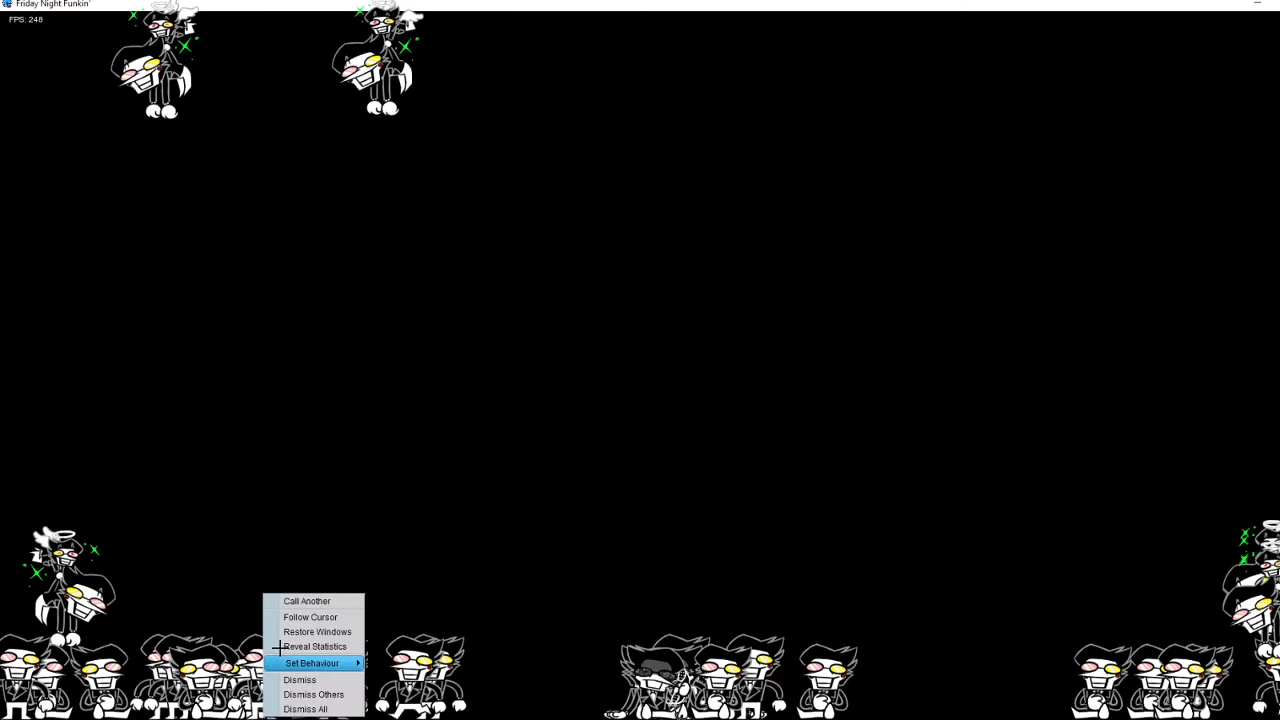 Friday Night Funkin'
FPS: 248
Call Another
Follow Cursor
Restore Windows
Reveal Statistics
Set Behaviour
Dismiss
Dismiss Others
Dismiss All